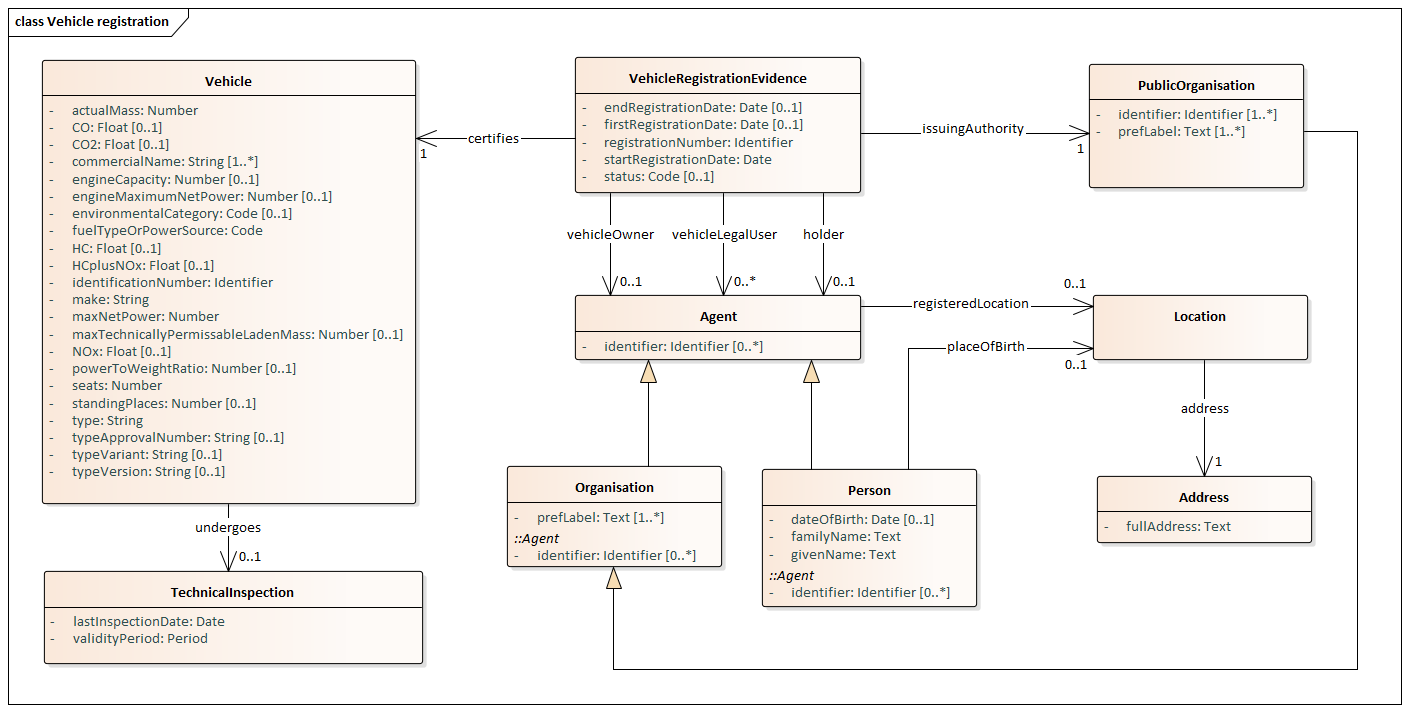 class Vehicle registration
Vehicle
- actualMass: Number
- CO: Float [0..1]
- CO2: Float [0..1]
- commercialName: String [1..*]
- engineCapacity: Number [0..1]
- engineMaximumNetPower: Number [0..1]
- environmentalCategory: Code [0..1]
- fuelTypeOrPowerSource: Code
- HC: Float [0..1]
- HCplusNOx: Float [0..1]
- identificationNumber: Identifier
- make: String
- maxNetPower: Number
- maxTechnicallyPermissableLadenMass: Number [0..1]
- NOx: Float [0..1]
- powerToWeightRatio: Number [0..1]
- seats: Number
- standingPlaces: Number [0..1]
- type: String
- typeApprovalNumber: String [0..1]
- typeVariant: String [0..1]
- typeVersion: String [0..1]
certifies
1
VehicleRegistrationEvidence
- endRegistrationDate: Date [0..1]
- firstRegistrationDate: Date [0..1]
- registrationNumber: Identifier
- startRegistrationDate: Date
- status: Code [0..1]
issuingAuthority
1
PublicOrganisation
- identifier: Identifier [1..*]
- prefLabel: Text [1..*]
vehicleOwner
0..1
vehicleLegalUser
0..*
holder
0..1
Agent
- identifier: Identifier [0..*]
registeredLocation
0..1
placeOfBirth
0..1
Location
address
1
Address
- fullAddress: Text
Organisation
- prefLabel: Text [1..*]
::Agent
- identifier: Identifier [0..*]
Person
- dateOfBirth: Date [0..1]
- familyName: Text
- givenName: Text
::Agent
- identifier: Identifier [0..*]
undergoes
0..1
TechnicalInspection
- lastInspectionDate: Date
- validityPeriod: Period